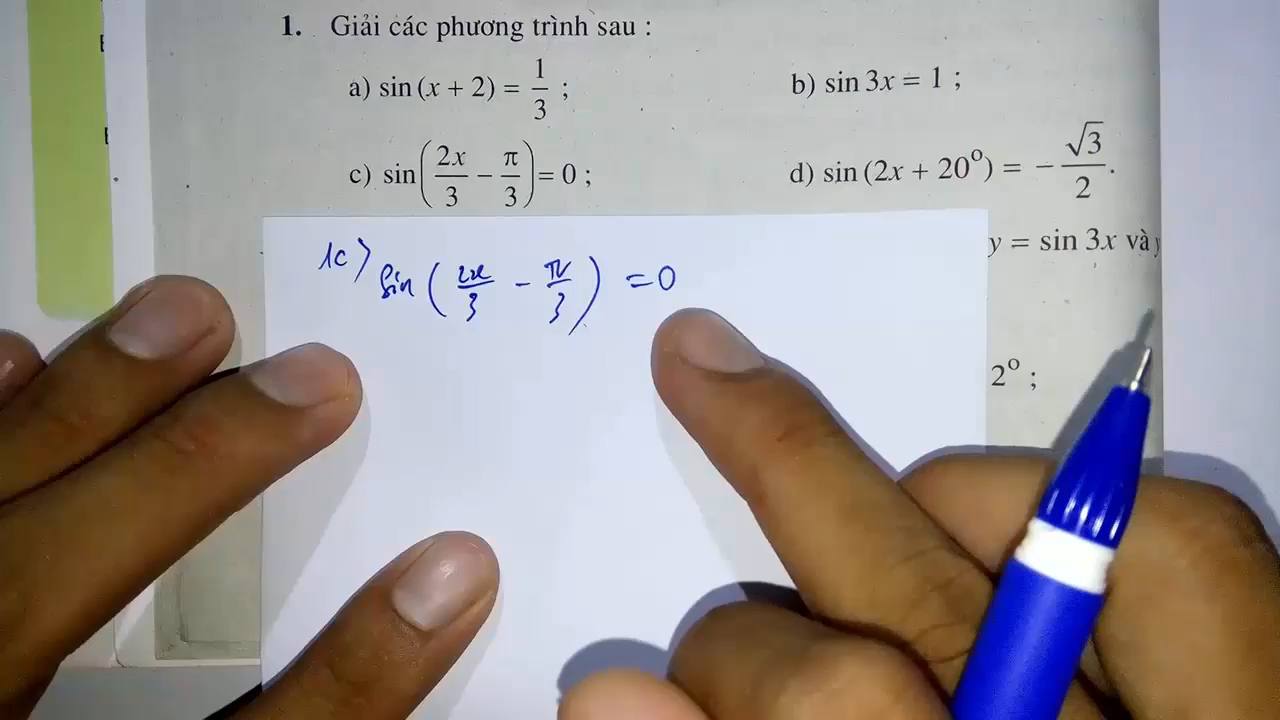 1. Giải các phương trình sau :
a) sin (x + 2) = 1/3 ;
b) sin 3x = 1 ;
c) sin(2x/3 − π/3) = 0 ;
d) sin (2x + 20°) = −√3/2.
y = sin 3x và y
1c) sin (2x/3 − π/3) = 0
2° ;